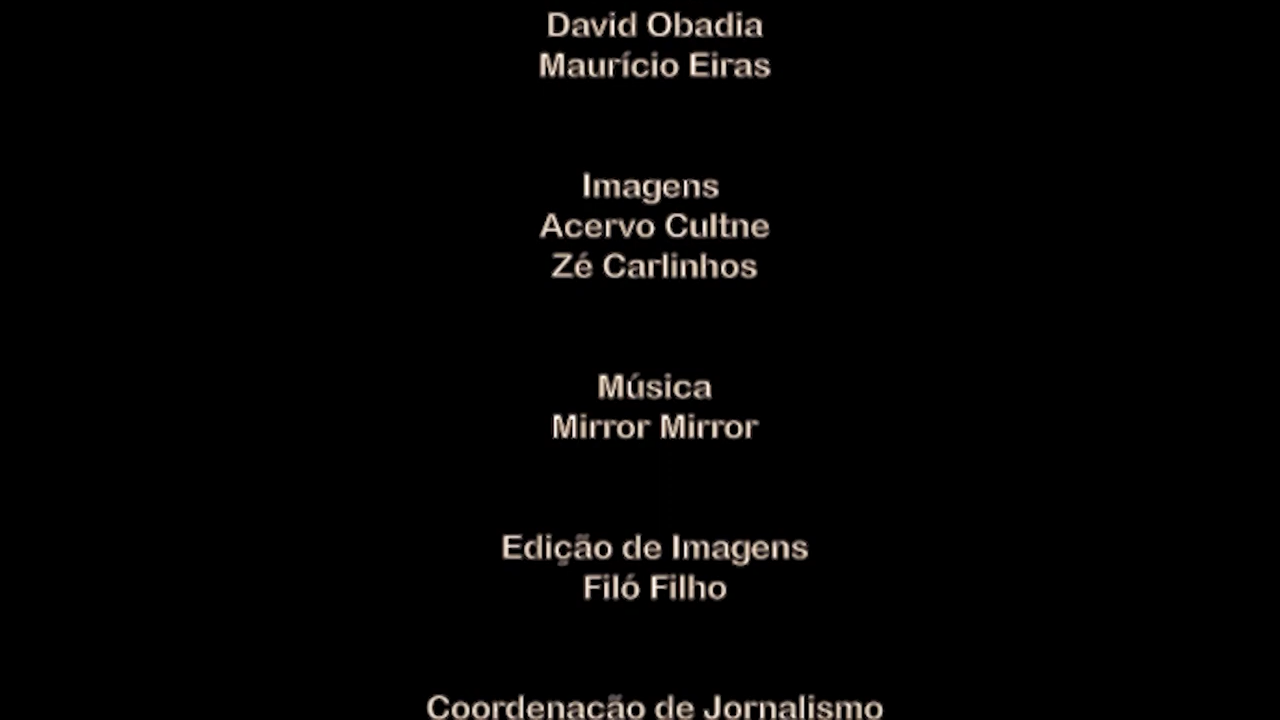 David Obadia
Maurício Eiras
Imagens
Acervo Cultne
Zé Carlinhos
Música
Mirror Mirror
Edição de Imagens
Filó Filho
Coordenação de Jornalismo